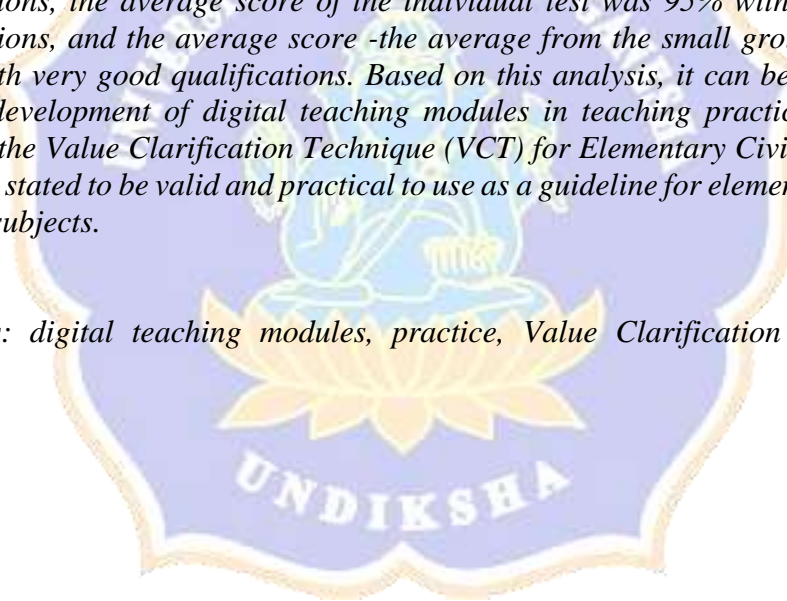 ons, the average score of the individual test was 95% with
ions, and the average score -the average from the small gro
th very good qualifications. Based on this analysis, it can be
development of digital teaching modules in teaching practic
the Value Clarification Technique (VCT) for Elementary Civi
stated to be valid and practical to use as a guideline for elemen
subjects.
: digital teaching modules, practice, Value Clarification
UNDIKSHA